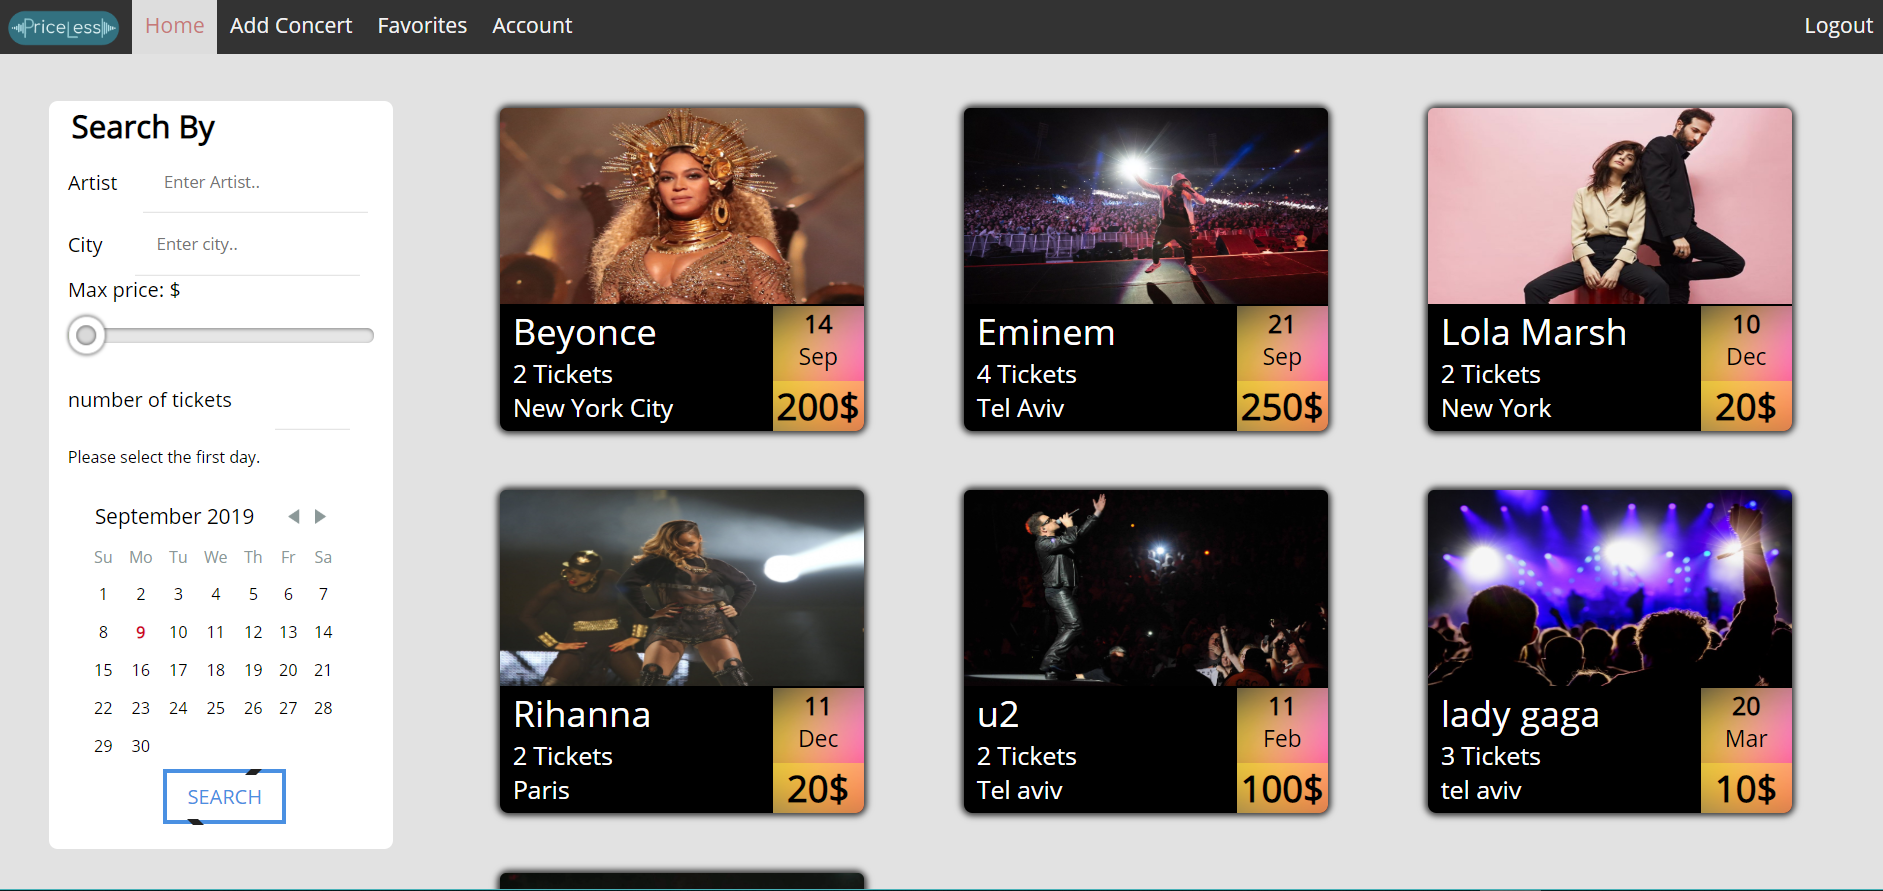 PriceLess
Home
Add Concert
Favorites
Account
Logout
Search By
Artist
Enter Artist..
City
Enter city..
Max price: $
number of tickets
Please select the first day.
September 2019
Su Mo Tu We Th Fr Sa
1 2 3 4 5 6 7
8 9 10 11 12 13 14
15 16 17 18 19 20 21
22 23 24 25 26 27 28
29 30
SEARCH
Beyonce
2 Tickets
New York City
14
Sep
200$
Eminem
4 Tickets
Tel Aviv
21
Sep
250$
Lola Marsh
2 Tickets
New York
10
Dec
20$
Rihanna
2 Tickets
Paris
11
Dec
20$
u2
2 Tickets
Tel aviv
11
Feb
100$
lady gaga
3 Tickets
tel aviv
20
Mar
10$